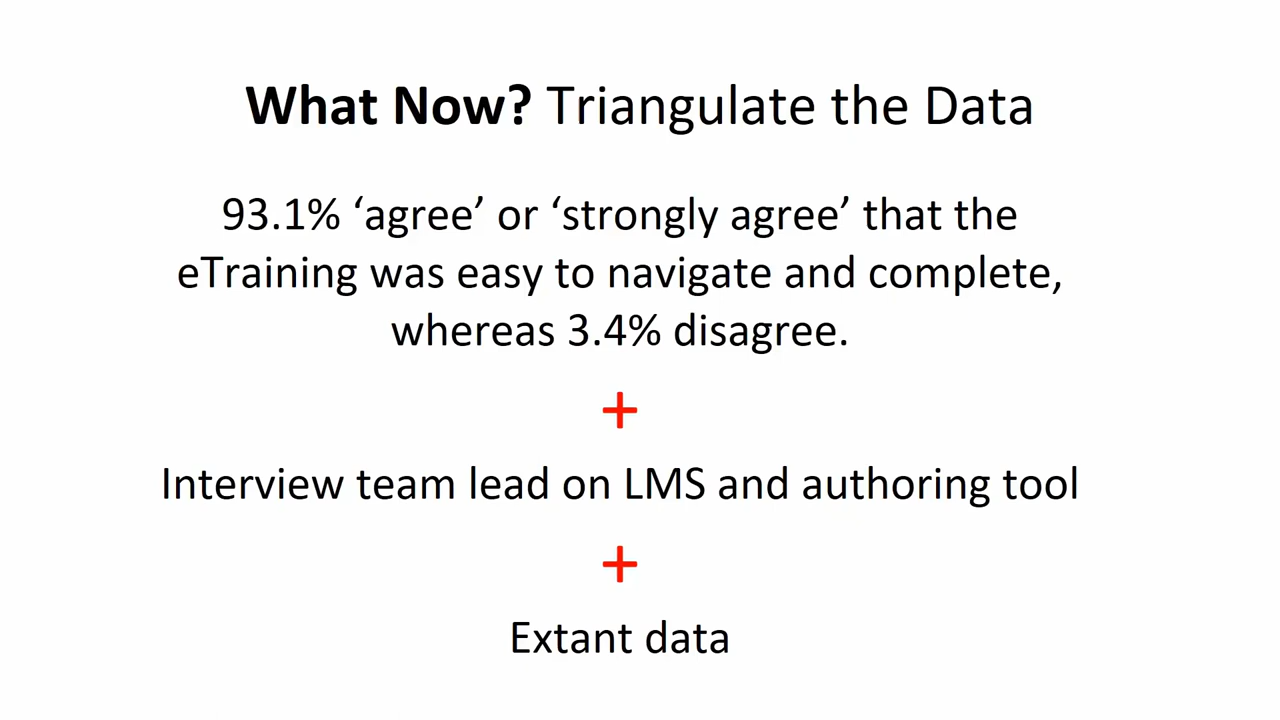 What Now? Triangulate the Data
93.1% ‘agree’ or ‘strongly agree’ that the
eTraining was easy to navigate and complete,
whereas 3.4% disagree.
+
Interview team lead on LMS and authoring tool
+
Extant data